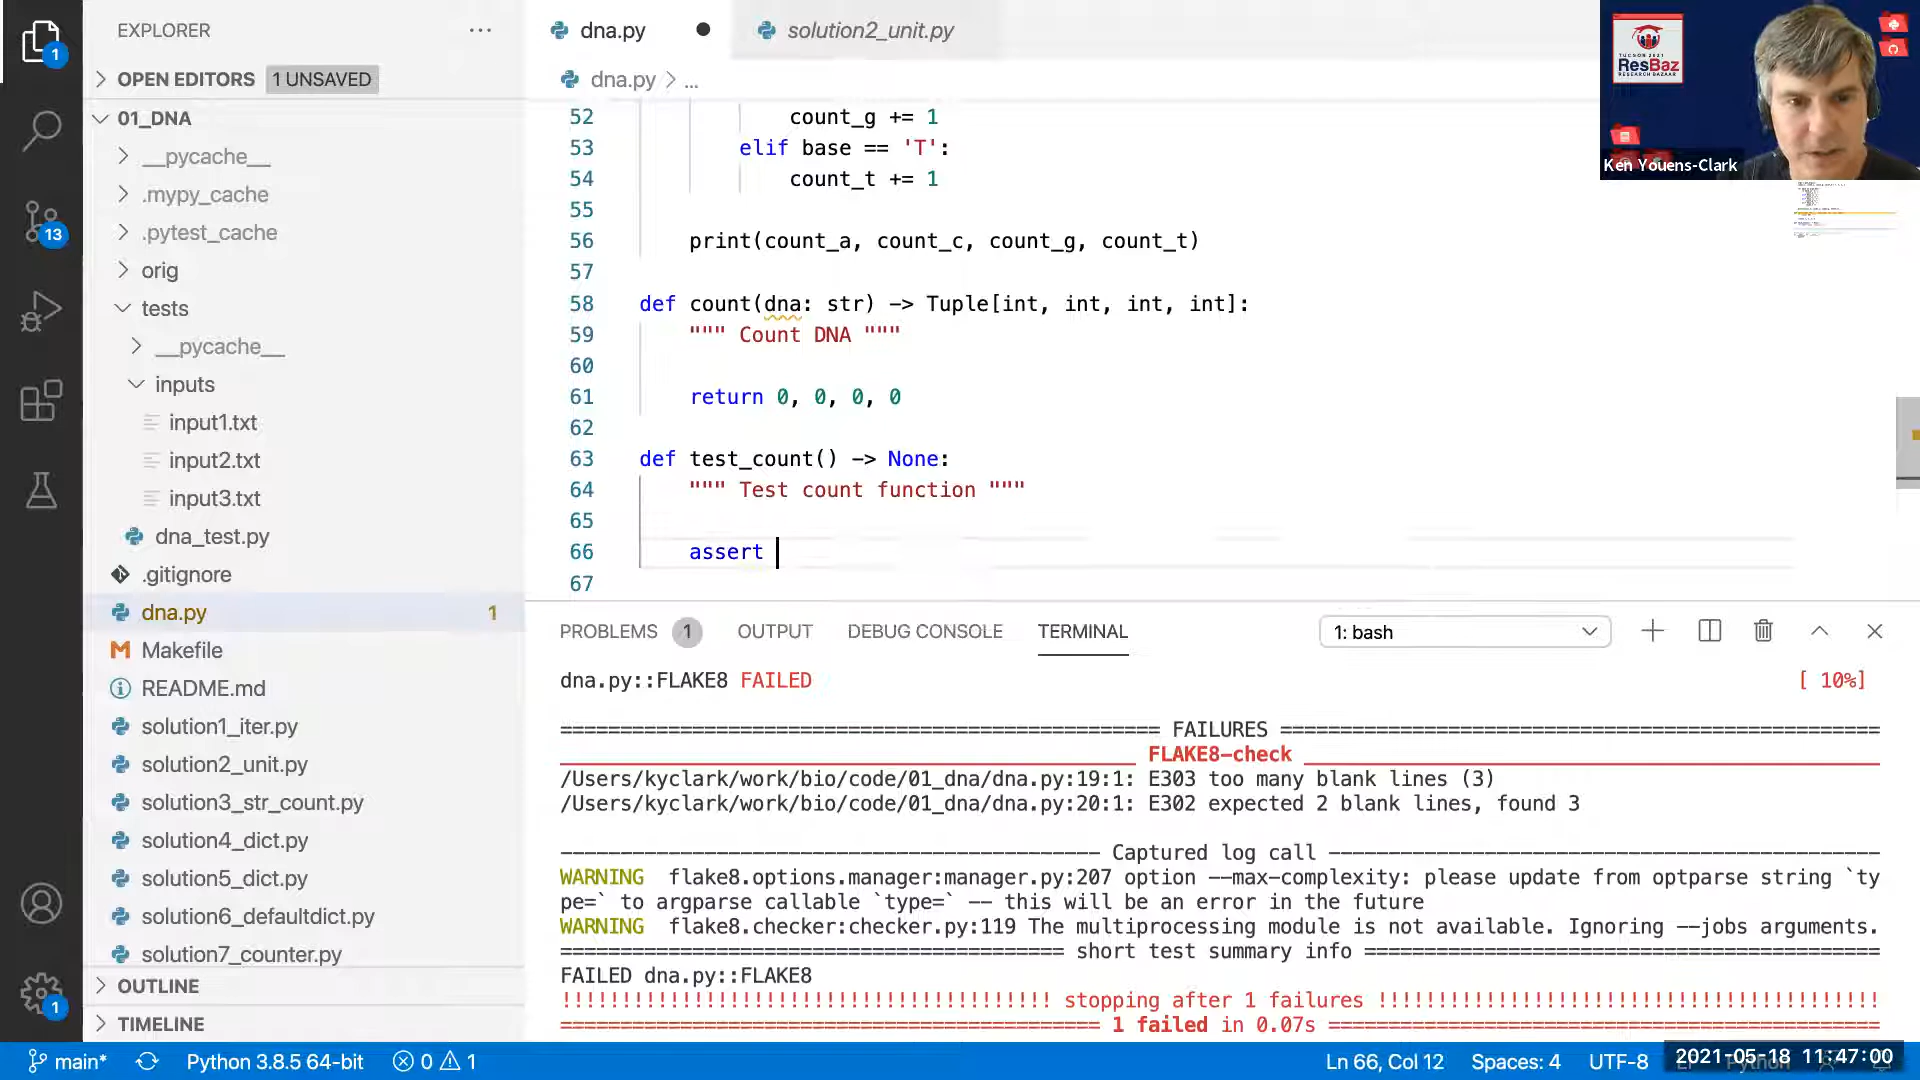 EXPLORER
OPEN EDITORS 1 UNSAVED
01_DNA
__pycache__
.mypy_cache
.pytest_cache
orig
tests
__pycache__
inputs
input1.txt
input2.txt
input3.txt
dna_test.py
.gitignore
dna.py 1
Makefile
README.md
solution1_iter.py
solution2_unit.py
solution3_str_count.py
solution4_dict.py
solution5_dict.py
solution6_defaultdict.py
solution7_counter.py
OUTLINE
TIMELINE
1
13
1
dna.py
solution2_unit.py
dna.py > ...
52 count_g += 1
53 elif base == 'T':
54 count_t += 1
55
56 print(count_a, count_c, count_g, count_t)
57
58 def count(dna: str) -> Tuple[int, int, int, int]:
59 """ Count DNA """
60
61 return 0, 0, 0, 0
62
63 def test_count() -> None:
64 """ Test count function """
65
66 assert
67
TUCSON 2021
ResBaz
RESEARCH BAZAAR
Ken Youens-Clark
PROBLEMS 1 OUTPUT DEBUG CONSOLE TERMINAL 1: bash
dna.py::FLAKE8 FAILED [ 10%]
=================================================== FAILURES ===================================================
FLAKE8-check
/Users/kyclark/work/bio/code/01_dna/dna.py:19:1: E303 too many blank lines (3)
/Users/kyclark/work/bio/code/01_dna/dna.py:20:1: E302 expected 2 blank lines, found 3
---------------------------------------------- Captured log call ----------------------------------------------
WARNING flake8.options.manager:manager.py:207 option --max-complexity: please update from optparse string `ty
pe=` to argparse callable `type=` -- this will be an error in the future
WARNING flake8.checker:checker.py:119 The multiprocessing module is not available. Ignoring --jobs arguments.
=========================================== short test summary info ============================================
FAILED dna.py::FLAKE8
!!!!!!!!!!!!!!!!!!!!!!!!!!!!!!!!!!!!!!!!! stopping after 1 failures !!!!!!!!!!!!!!!!!!!!!!!!!!!!!!!!!!!!!!!!!!
============================================== 1 failed in 0.07s ===============================================
main* Python 3.8.5 64-bit 0 1 Ln 66, Col 12 Spaces: 4 UTF-8 2021-05-18 11:47:00